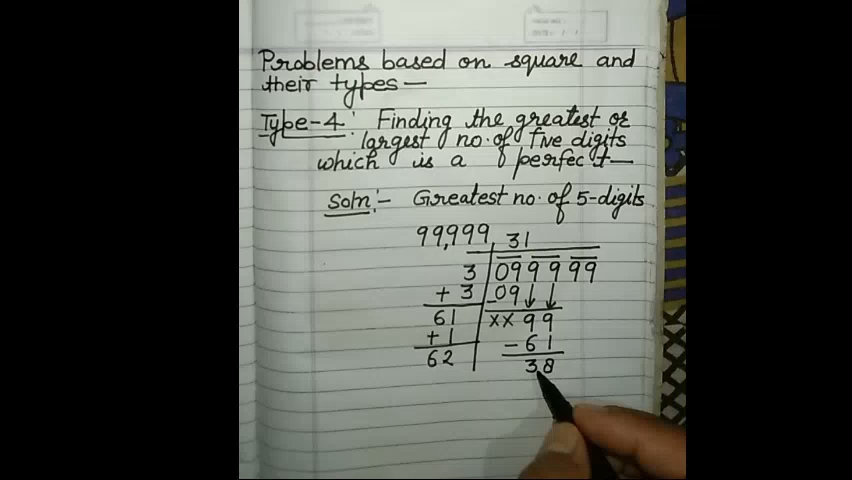 Problems based on square and
their types—
Type-4: Finding the greatest or
largest no. of five digits
which is a perfect—
Soln:- Greatest no. of 5-digits
99,999 31
3 099999
+ 3 -09↓↓
61 xx99
+1 -61
62 38